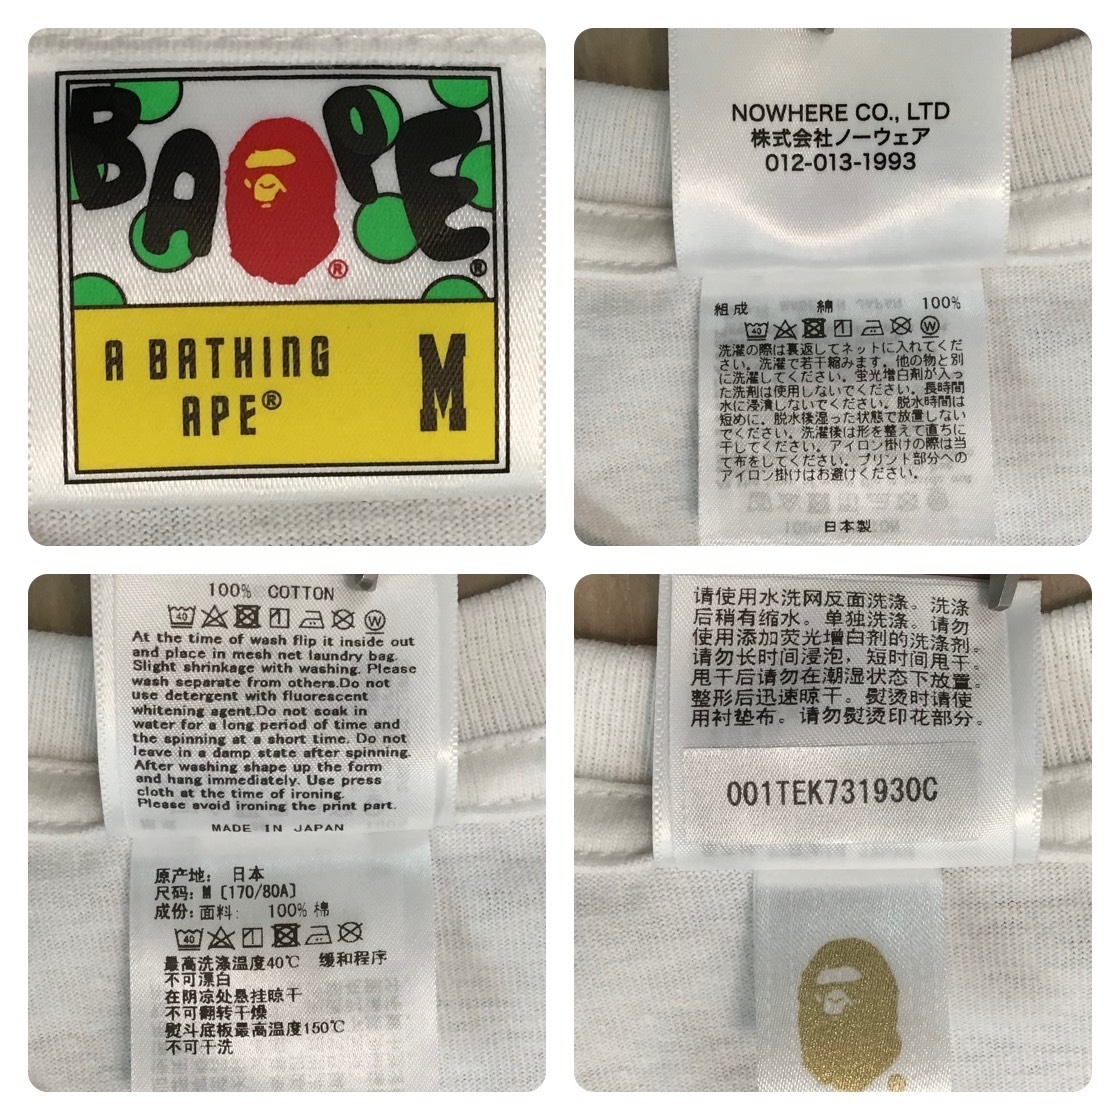 BAPE®
®
A BATHING
APE® M
NOWHERE CO., LTD
株式会社ノーウェア
012-013-1993
組成 綿 100%
40 W
洗濯の際は裏返してネットに入れてくだ
さい。洗濯で若干縮みます。他の物と別
に洗濯してください。蛍光増白剤が入っ
た洗剤は使用しないでください。長時間
水に浸漬しないでください。脱水時間は
短めに。脱水後湿った状態で放置しない
でください。洗濯後は形を整えて直ちに
干してください。アイロン掛けの際は当
て布をしてください。プリント部分への
アイロン掛けはお避けください。
日本製
100% COTTON
40 W
At the time of wash flip it inside out
and place in mesh net laundry bag.
Slight shrinkage with washing. Please
wash separate from others.Do not
use detergent with fluorescent
whitening agent.Do not soak in
water for a long period of time and
the spinning at a short time. Do not
leave in a damp state after spinning.
After washing shape up the form
and hang immediately. Use press
cloth at the time of ironing.
Please avoid ironing the print part.
MADE IN JAPAN
原产地: 日本
尺码: M (170/80A)
成份: 面料: 100% 棉
40
最高洗涤温度40℃ 缓和程序
不可漂白
在阴凉处悬挂晾干
不可翻转干燥
熨斗底板最高温度150℃
不可干洗
请使用水洗网反面洗涤。洗涤
后稍有缩水。单独洗涤。请勿
使用添加荧光增白剂的洗涤剂。
请勿长时间浸泡，短时间甩干。
甩干后请勿在潮湿状态下放置。
整形后迅速晾干。熨烫时请使
用衬垫布。请勿熨烫印花部分。
001TEK731930C
®